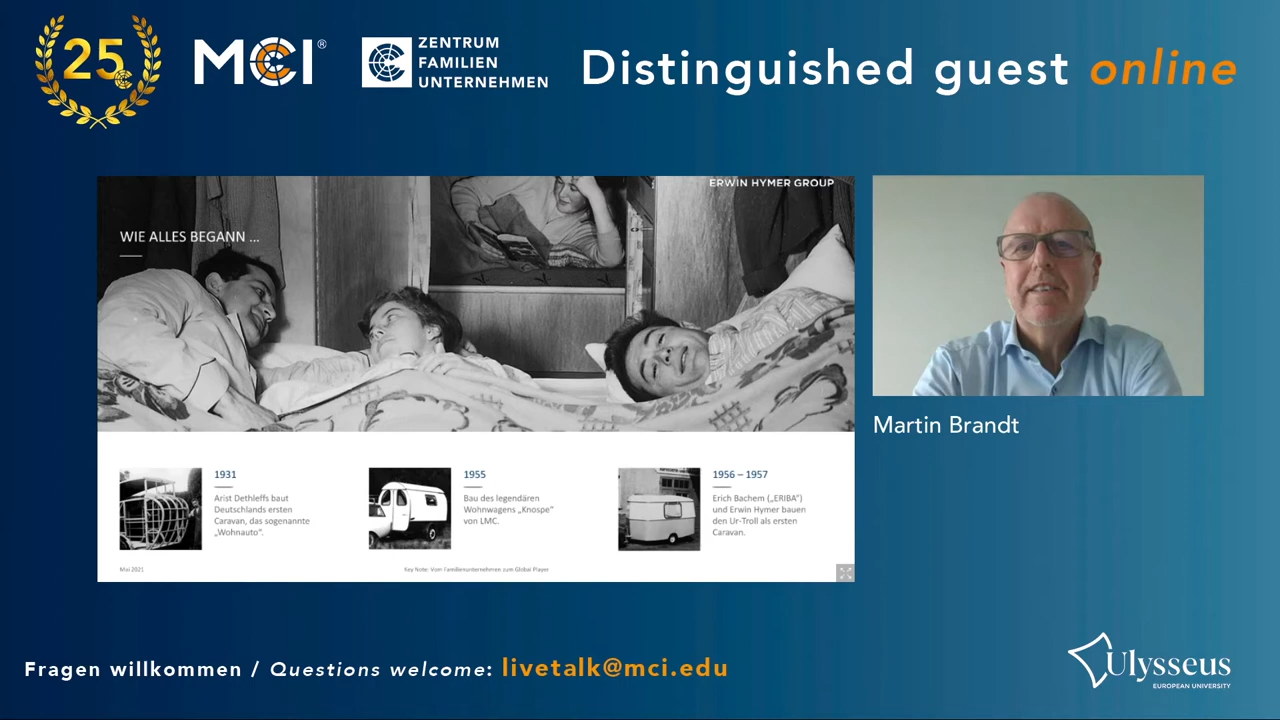 25
MCI®
ZENTRUM
FAMILIEN
UNTERNEHMEN
Distinguished guest online
ERWIN HYMER GROUP
WIE ALLES BEGANN ...
1931
Arist Dethleffs baut
Deutschlands ersten
Caravan, das sogenannte
„Wohnauto“.
1955
Bau des legendären
Wohnwagens „Knospe“
von LMC.
1956 – 1957
Erich Bachem („ERIBA“)
und Erwin Hymer bauen
den Ur-Troll als ersten
Caravan.
Mai 2021
Key Note: Vom Familienunternehmen zum Global Player
Martin Brandt
Fragen willkommen / Questions welcome: livetalk@mci.edu
Ulysseus
EUROPEAN UNIVERSITY